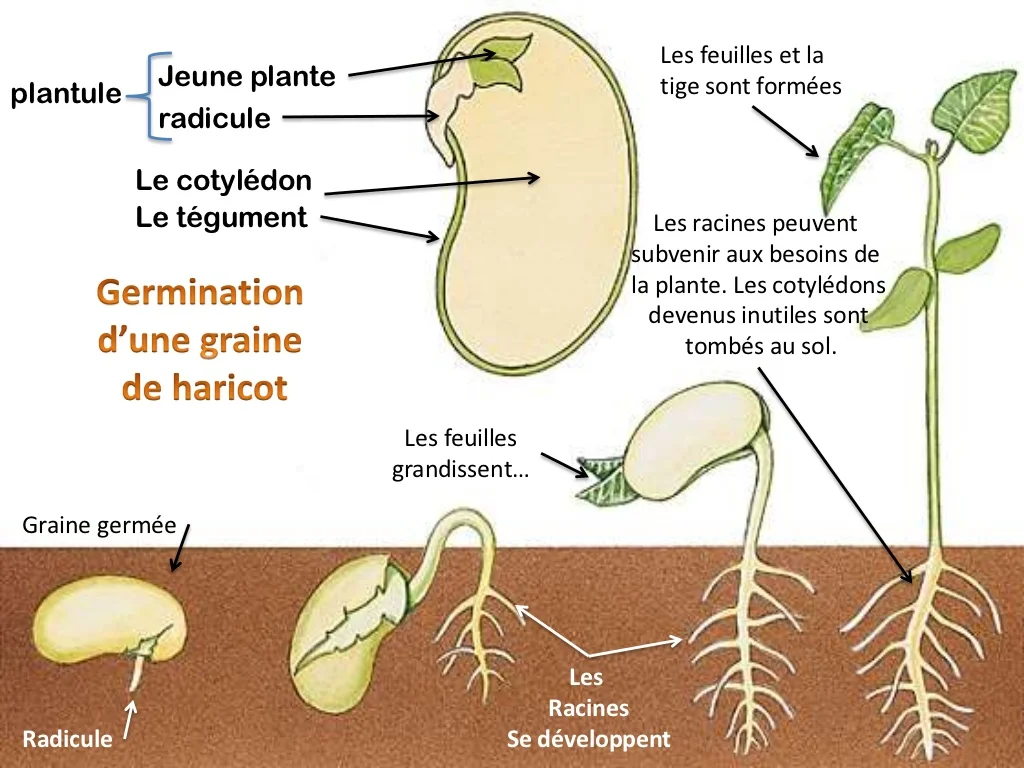 plantule
Jeune plante
radicule
Le cotylédon
Le tégument
Germination
d’une graine
de haricot
Les feuilles et la
tige sont formées
Les racines peuvent
subvenir aux besoins de
la plante. Les cotylédons
devenus inutiles sont
tombés au sol.
Les feuilles
grandissent…
Graine germée
Radicule
Les
Racines
Se développent